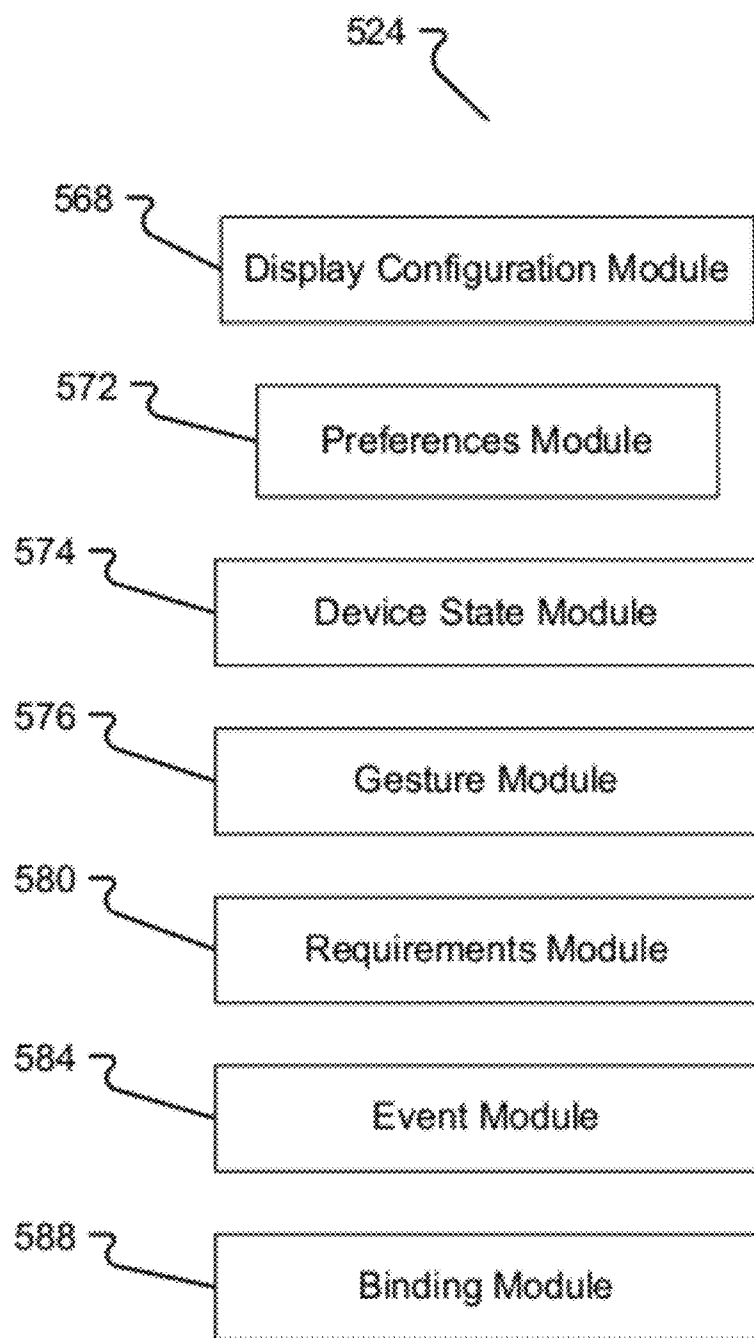 524
568
Display Configuration Module
572
Preferences Module
574
Device State Module
576
Gesture Module
580
Requirements Module
584
Event Module
588
Binding Module